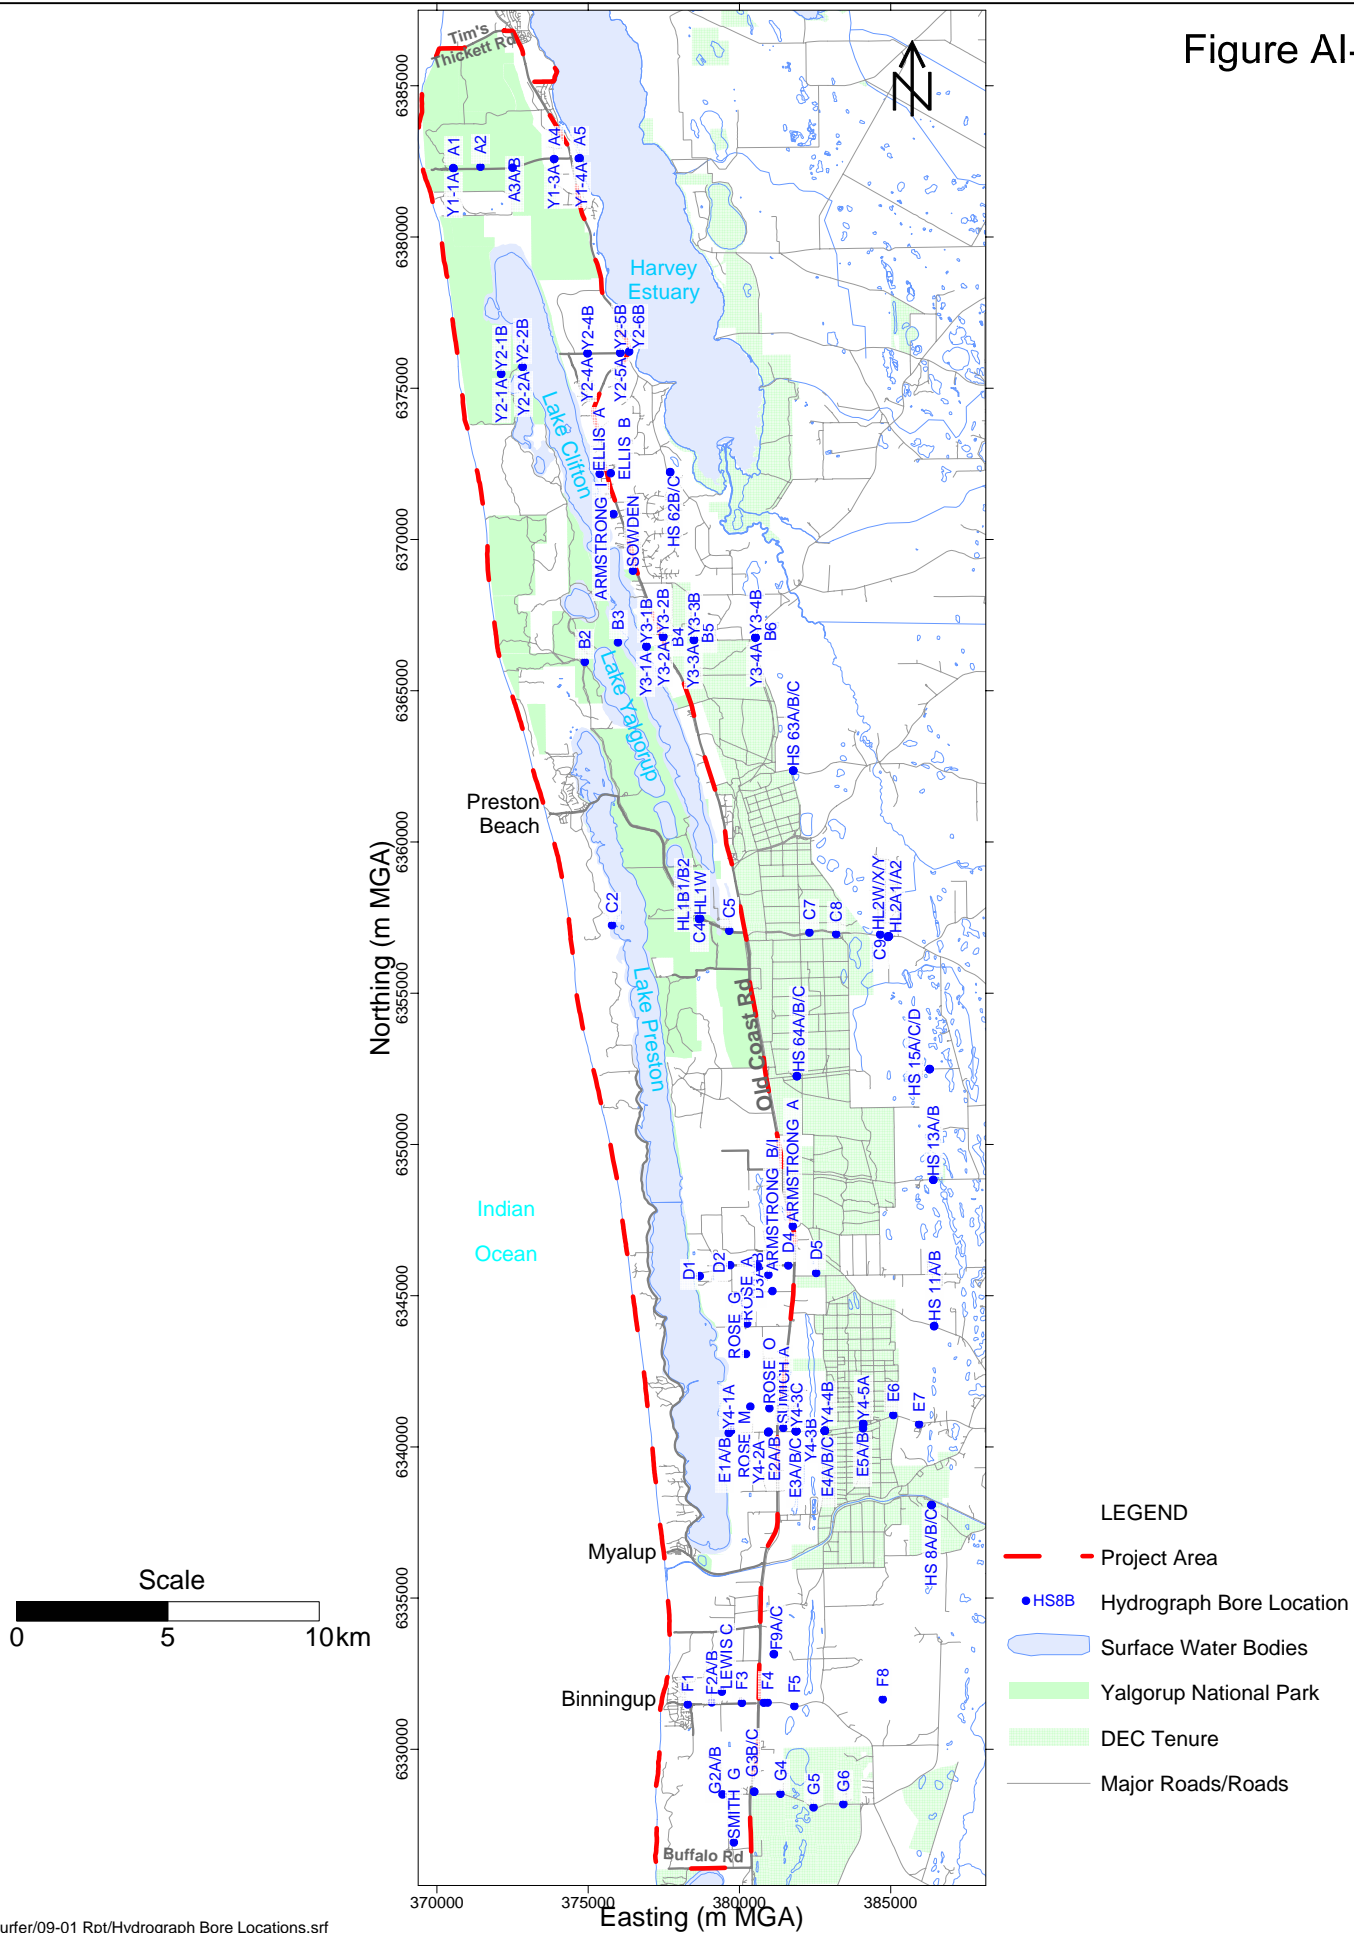 Figure AI-
N
Tim's
Thickett Rd
6385000
6380000
6375000
6370000
6365000
6360000
6355000
6350000
6345000
6340000
6335000
6330000
Northing (m MGA)
A1
Y1-1A
A2
A3A/B
A4
Y1-3A
A5
Y1-4A
Harvey
Estuary
Y2-1B
Y2-1A
Y2-2B
Y2-2A
Y2-4B
Y2-4A
Y2-5B
Y2-5A
Y2-6B
Lake Clifton
ELLIS A
ELLIS B
ARMSTRONG I
HS 62B/C
SOWDEN
B2
B3
Y3-1B
Y3-1A
Y3-2B
Y3-2A
B4
Y3-3B
Y3-3A
B5
Y3-4B
Y3-4A
B6
Lake Yalgorup
HS 63A/B/C
Preston
Beach
HL1B1/B2
HL1W
C4
C2
C5
C7
C8
C9
HL2W/X/Y
HL2A1/A2
Lake Preston
Old Coast Rd
HS 64A/B/C
HS 15A/C/D
HS 13A/B
ARMSTRONG B/I
ARMSTRONG A
Indian
Ocean
D1
D2
D3A/B
D4
D5
ROSE A
ROSE G
HS 11A/B
ROSE O
SUMICH A
Y4-1A
E1A/B
ROSE M
Y4-2A
E2A/B
Y4-3C
E3A/B/C
Y4-3B
Y4-4B
E4A/B/C
Y4-5A
E5A/B
E6
E7
HS 8A/B/C
Myalup
F9A/C
F1
F2A/B
LEWIS C
F3
F4
F5
F8
Binningup
G2A/B
SMITH G
G3B/C
G4
G5
G6
Buffalo Rd
370000
375000
380000
385000
Easting (m MGA)
Scale
0 5 10km
LEGEND
Project Area
HS8B Hydrograph Bore Location
Surface Water Bodies
Yalgorup National Park
DEC Tenure
Major Roads/Roads
urfer/09-01 Rpt/Hydrograph Bore Locations.srf